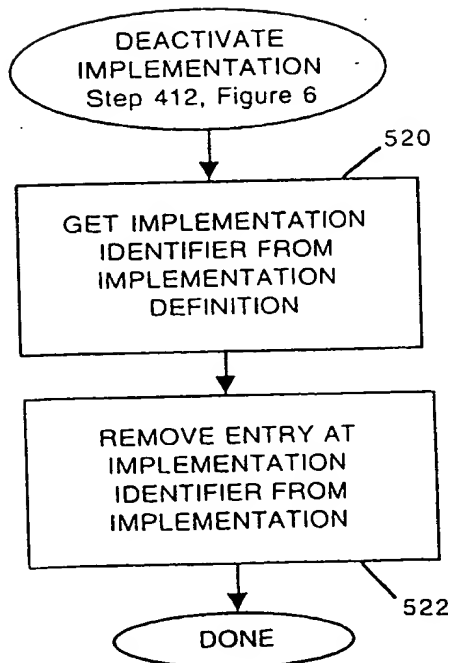 DEACTIVATE
IMPLEMENTATION
Step 412, Figure 6
520
GET IMPLEMENTATION
IDENTIFIER FROM
IMPLEMENTATION
DEFINITION
REMOVE ENTRY AT
IMPLEMENTATION
IDENTIFIER FROM
IMPLEMENTATION
522
DONE